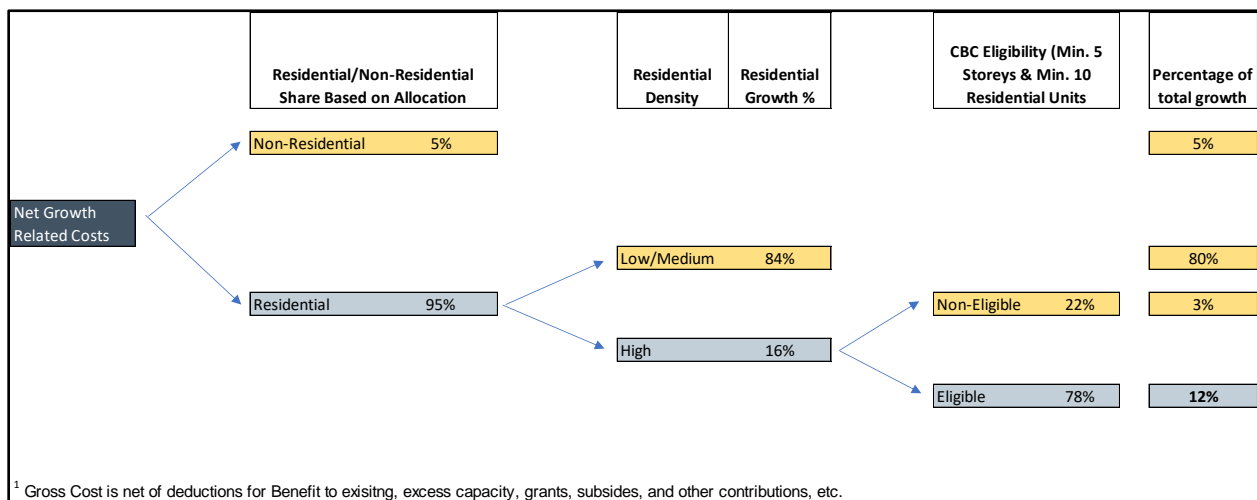 Residential/Non-Residential
Share Based on Allocation
Residential
Density
Residential
Growth %
CBC Eligibility (Min. 5
Storeys & Min. 10
Residential Units
Percentage of
total growth
Non-Residential 5%
5%
Net Growth
Related Costs
Low/Medium 84%
80%
Residential 95%
Non-Eligible 22%
3%
High 16%
Eligible 78%
12%
1 Gross Cost is net of deductions for Benefit to exisitng, excess capacity, grants, subsides, and other contributions, etc.